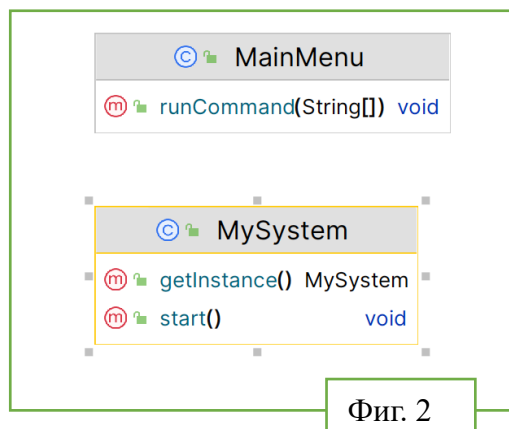 MainMenu
runCommand(String[]) void
MySystem
getInstance() MySystem
start() void
Фиг. 2